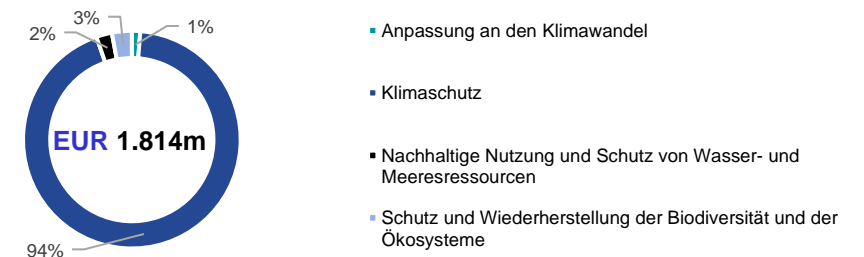 3%
2%
1%
EUR 1.814m
94%
Anpassung an den Klimawandel
Klimaschutz
Nachhaltige Nutzung und Schutz von Wasser- und
Meeresressourcen
Schutz und Wiederherstellung der Biodiversität und der
Ökosysteme